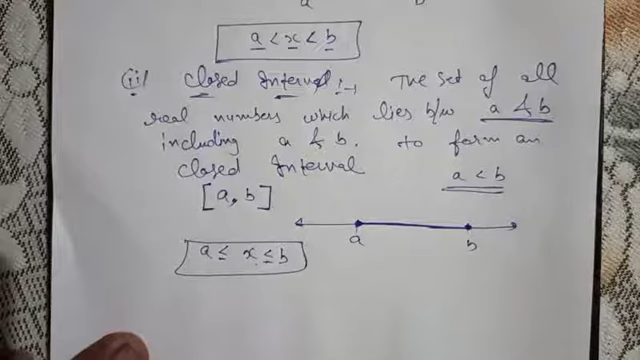 a b
a < x < b
(ii) Closed Interval :→ The set of all
real numbers which lies b/w a & b
including a & b. to form an
closed Interval a < b
[a, b]
a b
a ≤ x ≤ b